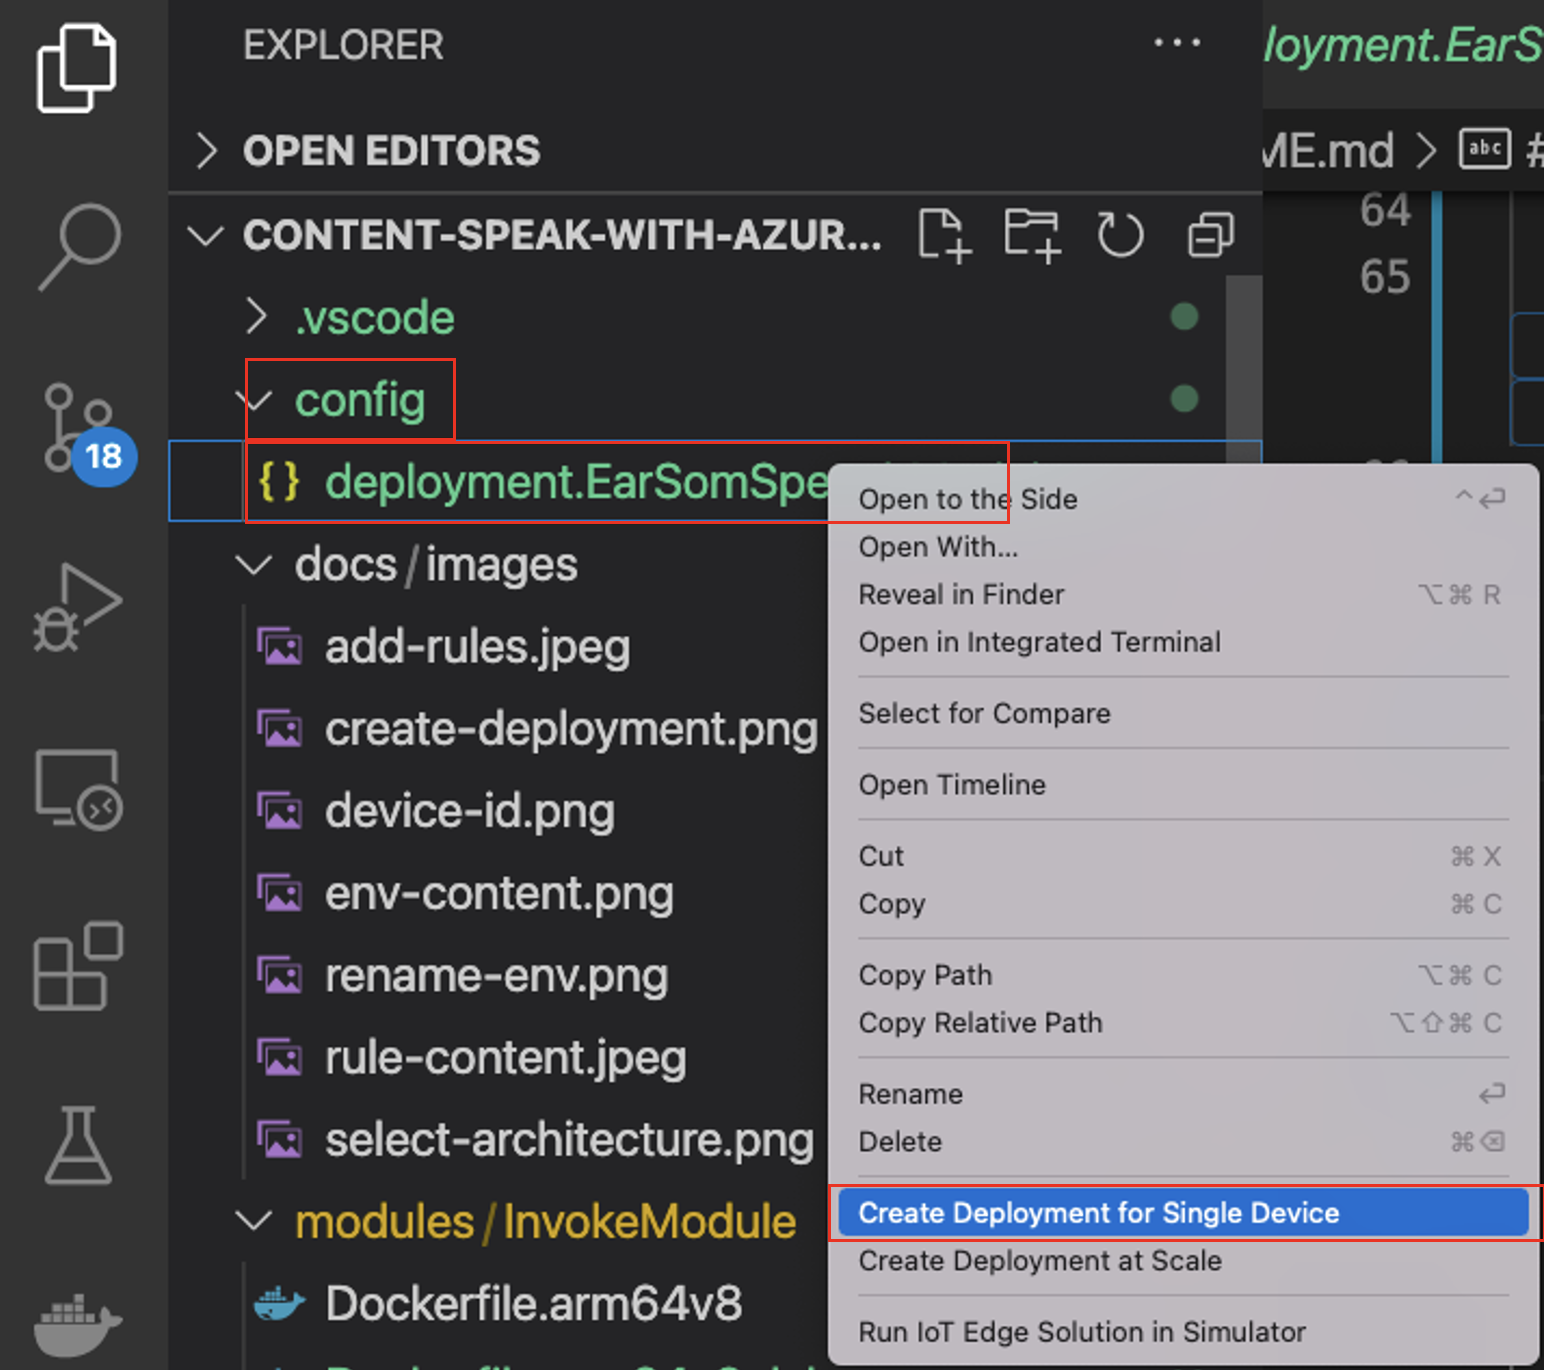 EXPLORER
loyment.EarS
OPEN EDITORS
ME.md > abc #
CONTENT-SPEAK-WITH-AZUR...
64
65
.vscode
config
{} deployment.EarSomSpe
docs/images
add-rules.jpeg
create-deployment.png
device-id.png
env-content.png
rename-env.png
rule-content.jpeg
select-architecture.png
modules/InvokeModule
Dockerfile.arm64v8
18
Open to the Side ^⏎
Open With...
Reveal in Finder ⌥⌘ R
Open in Integrated Terminal
Select for Compare
Open Timeline
Cut ⌘ X
Copy ⌘ C
Copy Path ⌥⌘ C
Copy Relative Path ⌥⇧⌘ C
Rename ⏎
Delete ⌘⌫
Create Deployment for Single Device
Create Deployment at Scale
Run IoT Edge Solution in Simulator